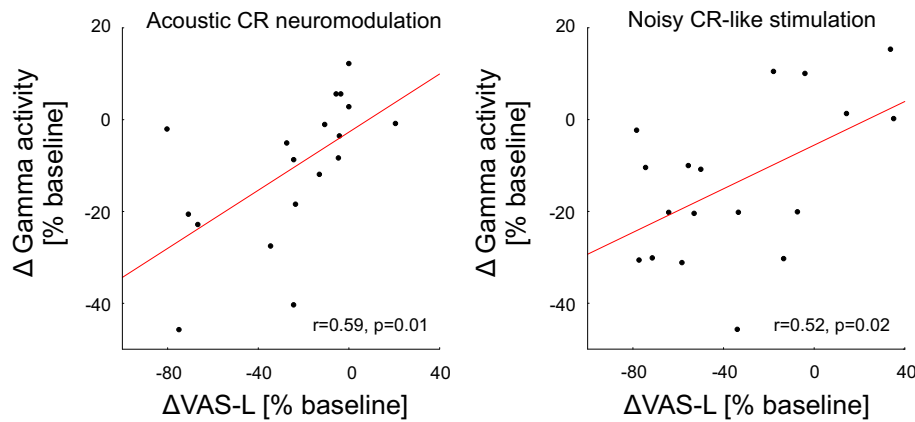 Acoustic CR neuromodulation
20
0
-20
-40
Δ Gamma activity
[% baseline]
r=0.59, p=0.01
-80
-40
0
40
ΔVAS-L [% baseline]
Noisy CR-like stimulation
20
0
-20
-40
Δ Gamma activity
[% baseline]
r=0.52, p=0.02
-80
-40
0
40
ΔVAS-L [% baseline]